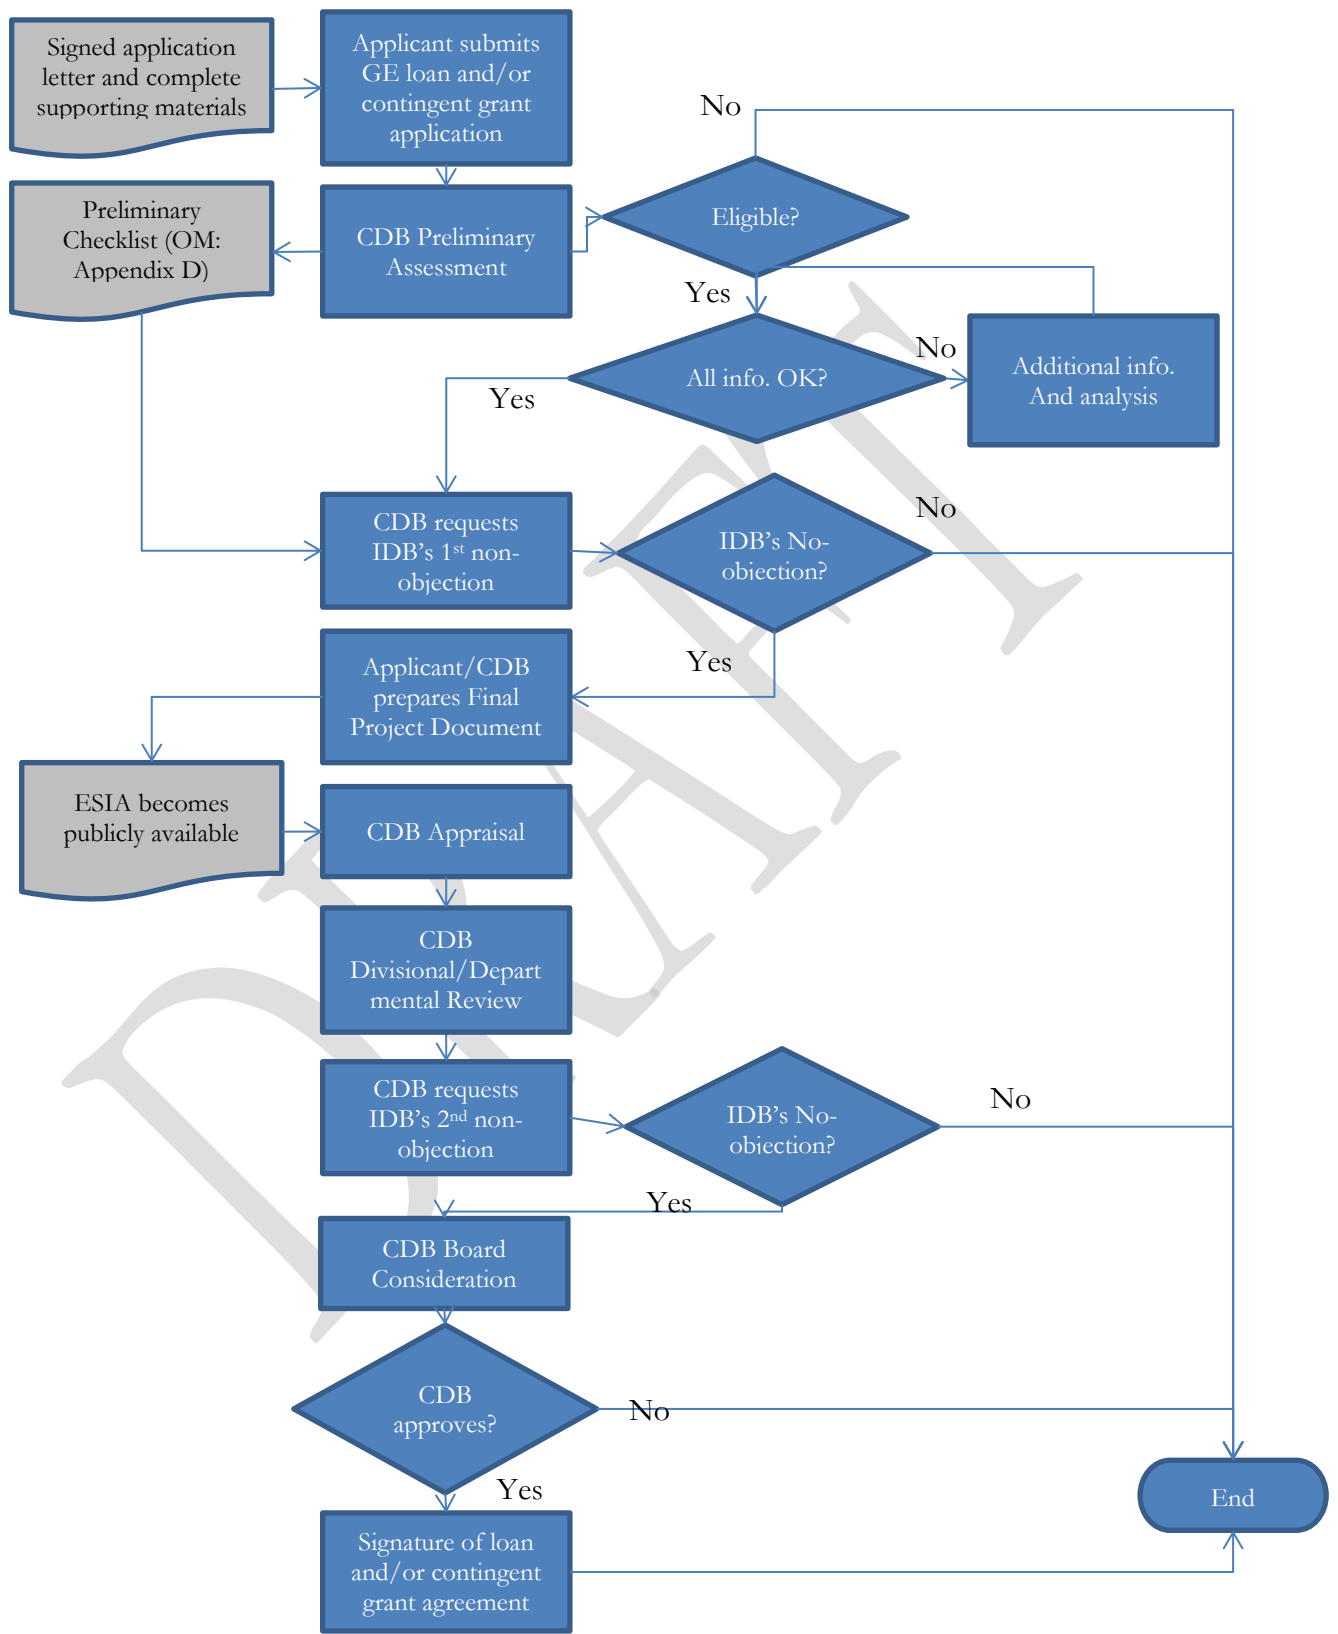 Signed application
letter and complete
supporting materials
Applicant submits
GE loan and/or
contingent grant
application
No
Preliminary
Checklist (OM:
Appendix D)
CDB Preliminary
Assessment
Eligible?
Yes
All info. OK?
No
Additional info.
And analysis
Yes
CDB requests
IDB’s 1st non-
objection
IDB’s No-
objection?
No
Applicant/CDB
prepares Final
Project Document
Yes
ESIA becomes
publicly available
CDB Appraisal
CDB
Divisional/Depart
mental Review
CDB requests
IDB’s 2nd non-
objection
IDB’s No-
objection?
No
Yes
CDB Board
Consideration
CDB
approves?
No
Yes
Signature of loan
and/or contingent
grant agreement
End
DRAFT